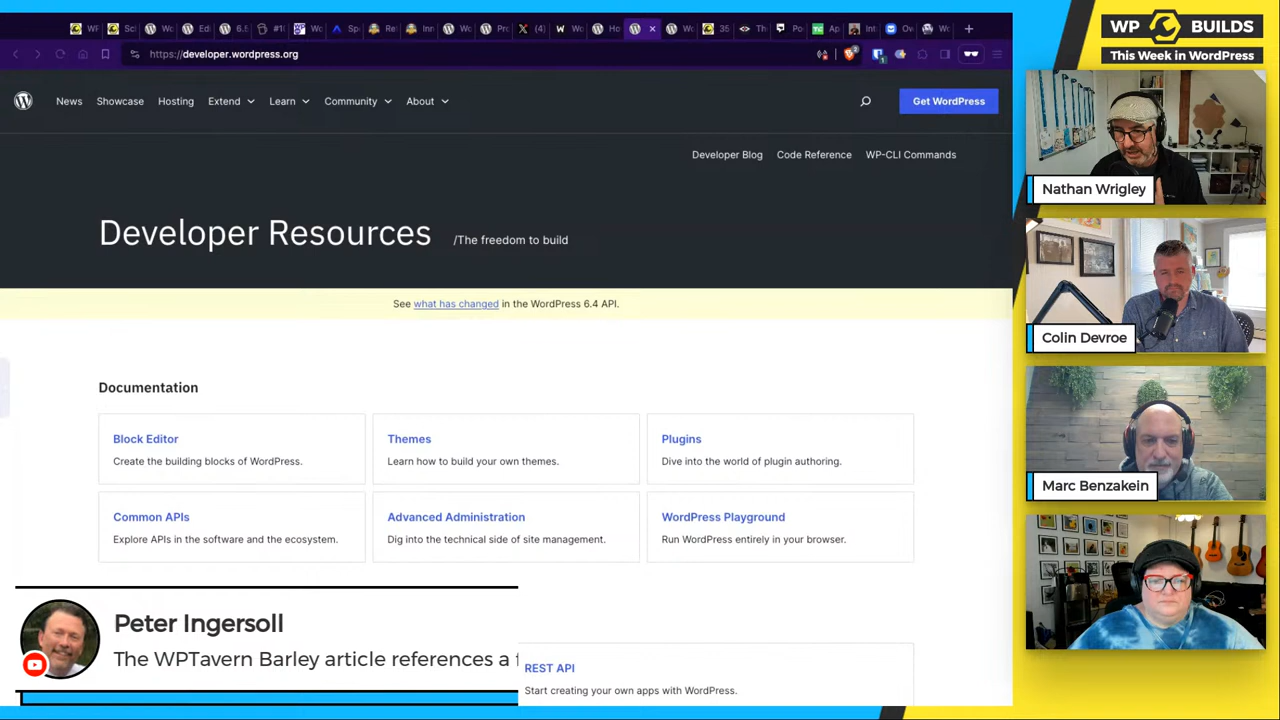 WP
BUILDS
This Week in WordPress
https://developer.wordpress.org
News
Showcase
Hosting
Extend
Learn
Community
About
Get WordPress
Developer Blog
Code Reference
WP-CLI Commands
Developer Resources
/The freedom to build
See what has changed in the WordPress 6.4 API.
Documentation
Block Editor
Create the building blocks of WordPress.
Themes
Learn how to build your own themes.
Plugins
Dive into the world of plugin authoring.
Common APIs
Explore APIs in the software and the ecosystem.
Advanced Administration
Dig into the technical side of site management.
WordPress Playground
Run WordPress entirely in your browser.
REST API
Start creating your own apps with WordPress.
Peter Ingersoll
The WPTavern Barley article references a
Nathan Wrigley
Colin Devroe
Marc Benzakein